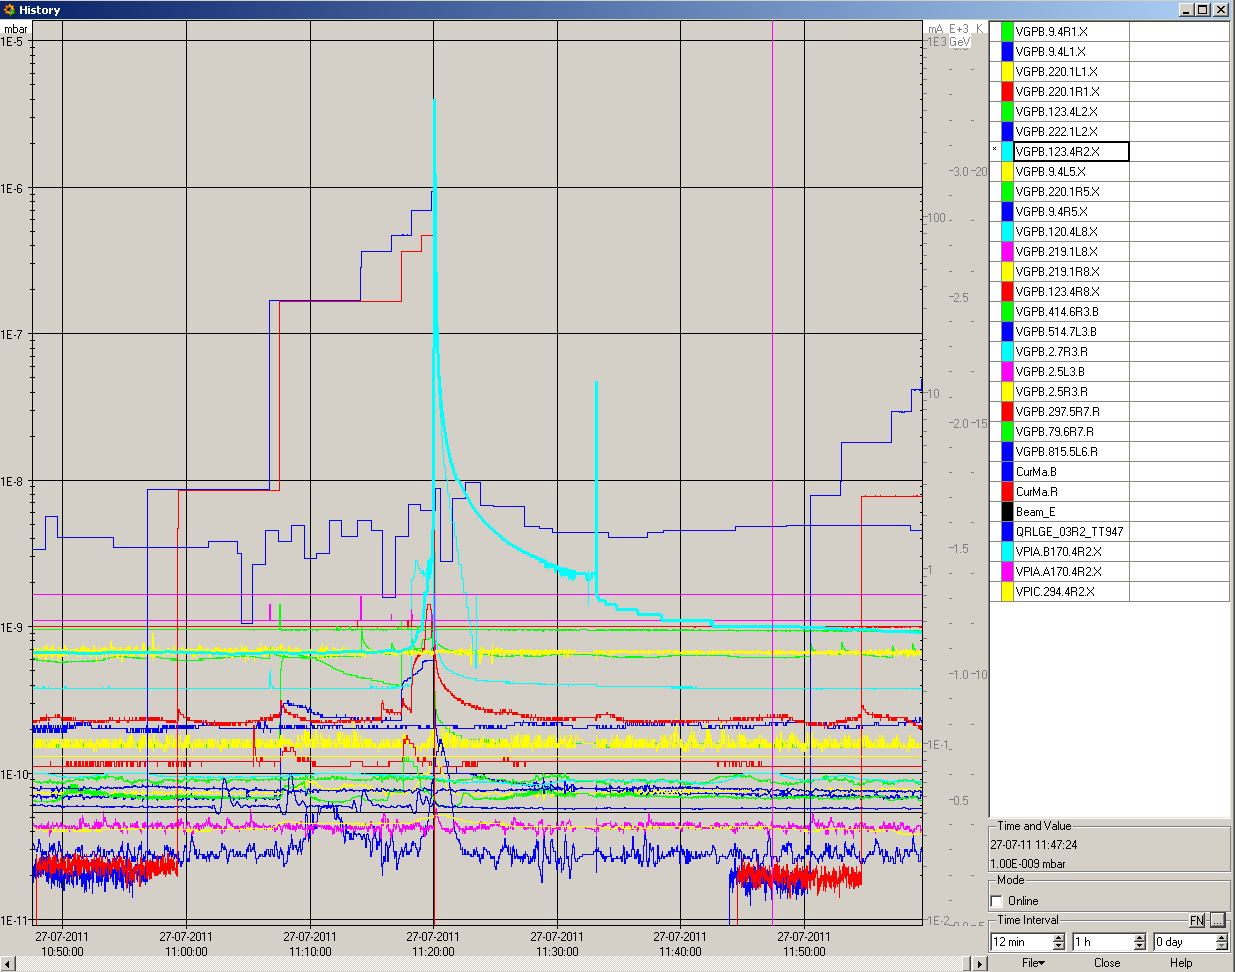 History
mbar
mA E+3 K
GeV
1E-5
1E3
1E-6
3.0 20
100
2.5
1E-7
10
2.0 15
1E-8
1.5
1
1E-9
1.0 10
1E-1
1E-10
0.5
1E-11
1E-2
27-07-2011 27-07-2011 27-07-2011 27-07-2011 27-07-2011 27-07-2011 27-07-2011
10:50:00 11:00:00 11:10:00 11:20:00 11:30:00 11:40:00 11:50:00
VGPB.9.4R1.X
VGPB.9.4L1.X
VGPB.220.1L1.X
VGPB.220.1R1.X
VGPB.123.4L2.X
VGPB.222.1L2.X
* VGPB.123.4R2.X
VGPB.9.4L5.X
VGPB.220.1R5.X
VGPB.9.4R5.X
VGPB.120.4L8.X
VGPB.219.1L8.X
VGPB.219.1R8.X
VGPB.123.4R8.X
VGPB.414.6R3.B
VGPB.514.7L3.B
VGPB.2.7R3.R
VGPB.2.5L3.B
VGPB.2.5R3.R
VGPB.297.5R7.R
VGPB.79.6R7.R
VGPB.815.5L6.R
CurMa.B
CurMa.R
Beam_E
QRLGE_03R2_TT947
VPIA.B170.4R2.X
VPIA.A170.4R2.X
VPIC.294.4R2.X
Time and Value
27-07-11 11:47:24
1.00E-009 mbar
Mode
Online
Time Interval
FN ...
12 min 1 h 0 day
File Close Help